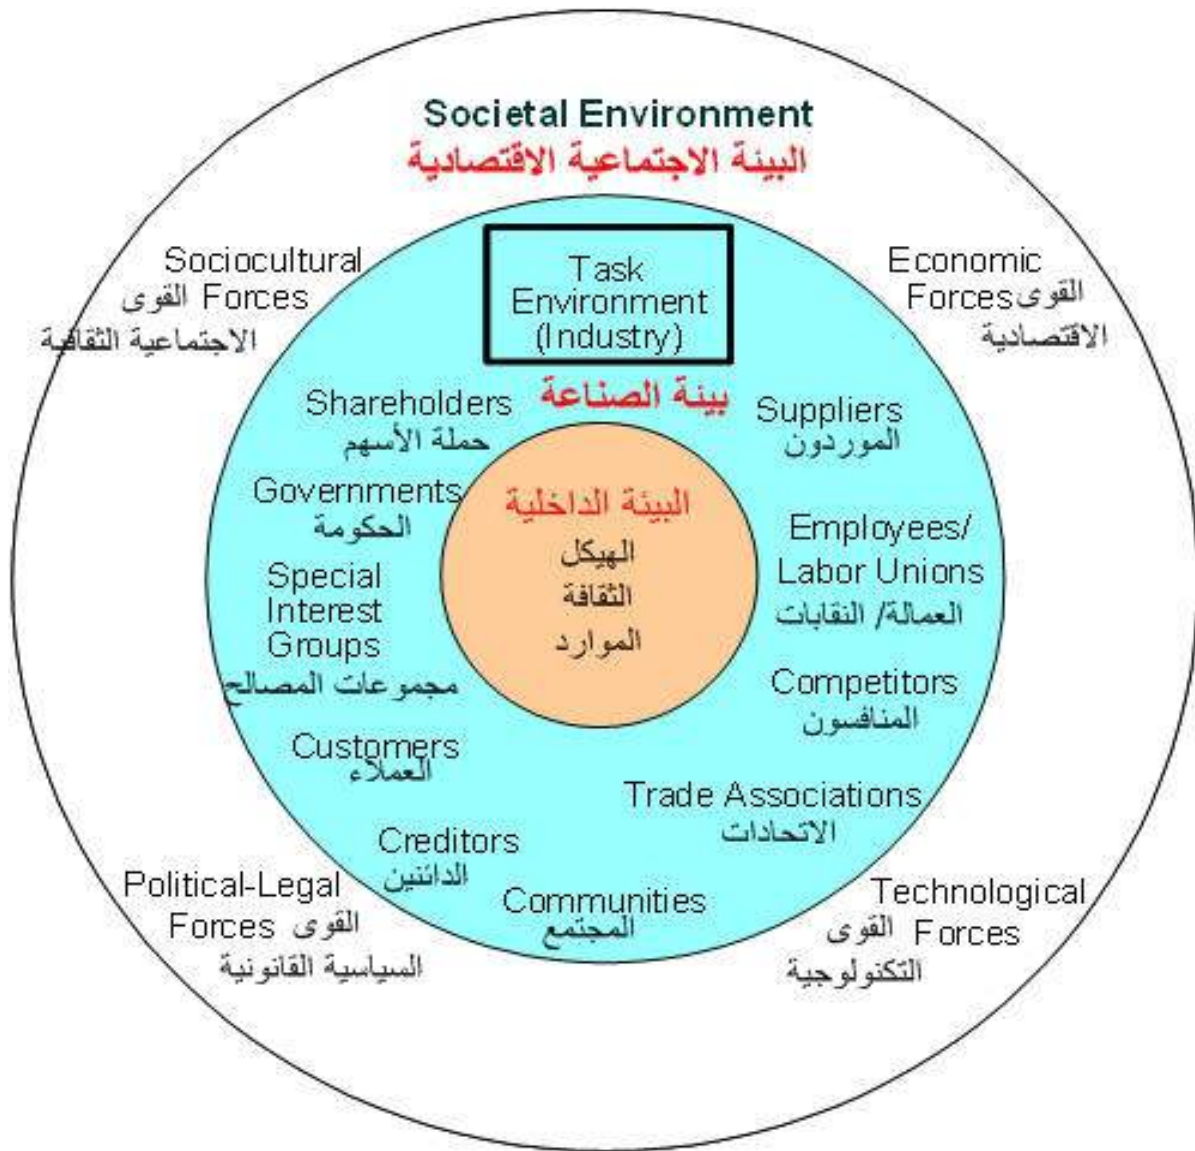 Societal Environment
البيئة الاجتماعية الاقتصادية
Sociocultural
Forces القوى
الاجتماعية الثقافية
Economic
Forces القوى
الاقتصادية
Task
Environment
(Industry)
بيئة الصناعة
Shareholders
حملة الأسهم
Suppliers
الموردون
Governments
الحكومة
البيئة الداخلية
الهيكل
الثقافة
الموارد
Employees/
Labor Unions
العمالة/ النقابات
Special
Interest
Groups
مجموعات المصالح
Competitors
المنافسون
Customers
العملاء
Trade Associations
الاتحادات
Creditors
الدائنين
Communities
المجتمع
Political-Legal
Forces القوى
السياسية القانونية
Technological
Forces القوى
التكنولوجية